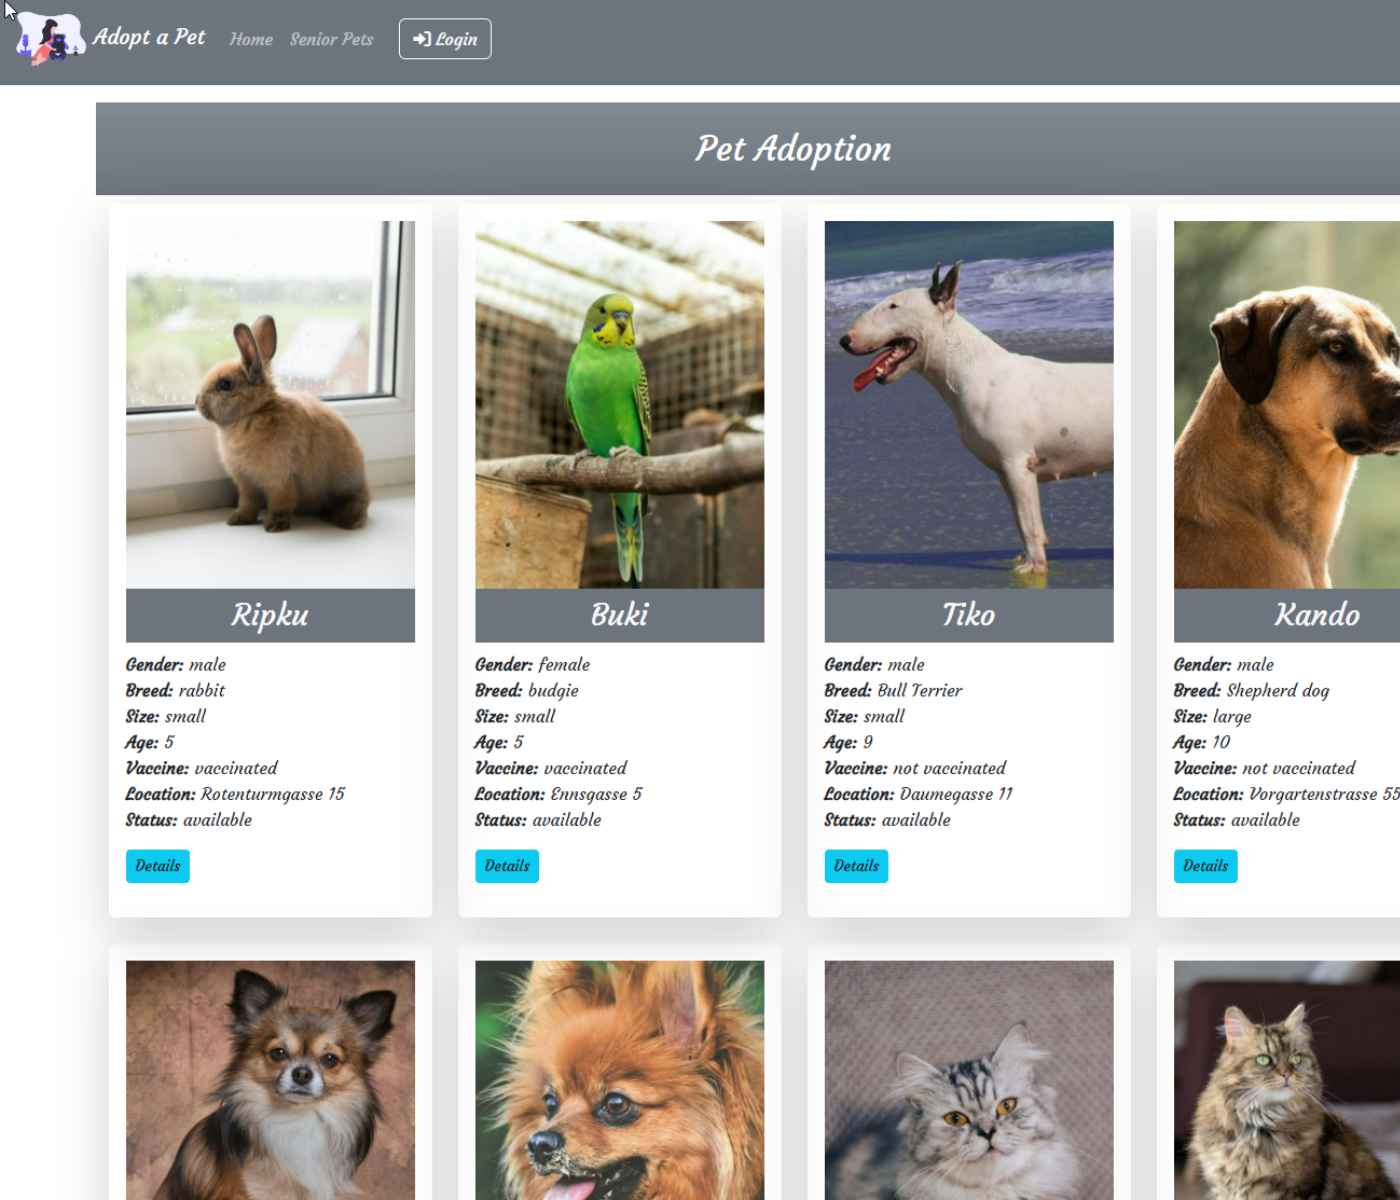 Adopt a Pet Home Senior Pets Login
Pet Adoption
Ripku
Gender: male
Breed: rabbit
Size: small
Age: 5
Vaccine: vaccinated
Location: Rotenturmgasse 15
Status: available
Details
Buki
Gender: female
Breed: budgie
Size: small
Age: 5
Vaccine: vaccinated
Location: Ennsgasse 5
Status: available
Details
Tiko
Gender: male
Breed: Bull Terrier
Size: small
Age: 9
Vaccine: not vaccinated
Location: Daumegasse 11
Status: available
Details
Kando
Gender: male
Breed: Shepherd dog
Size: large
Age: 10
Vaccine: not vaccinated
Location: Vorgartenstrasse 55
Status: available
Details